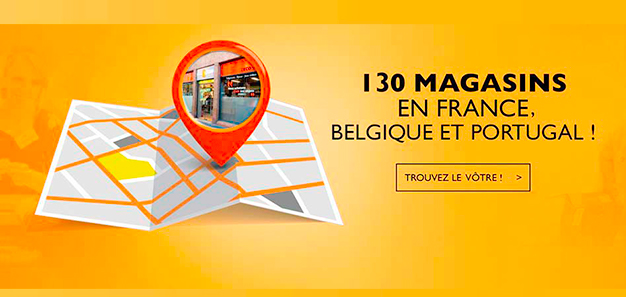 130 MAGASINS
EN FRANCE,
BELGIQUE ET PORTUGAL !
TROUVEZ LE VÔTRE ! >